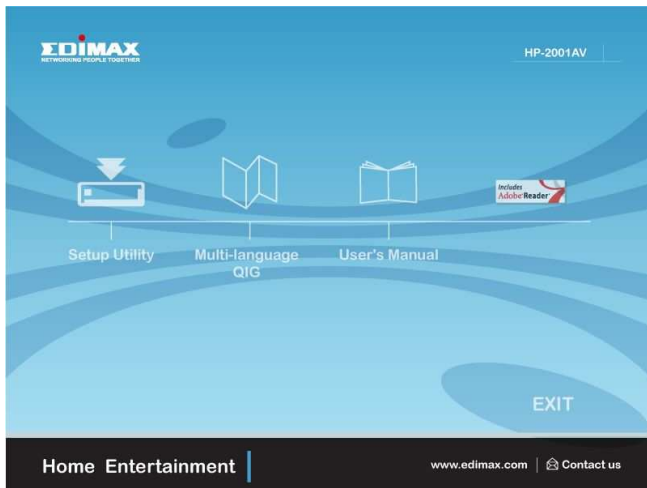 EDIMAX
NETWORKING PEOPLE TOGETHER
HP-2001AV
Includes
Adobe Reader
Setup Utility
Multi-language
QIG
User's Manual
EXIT
Home Entertainment
www.edimax.com
Contact us